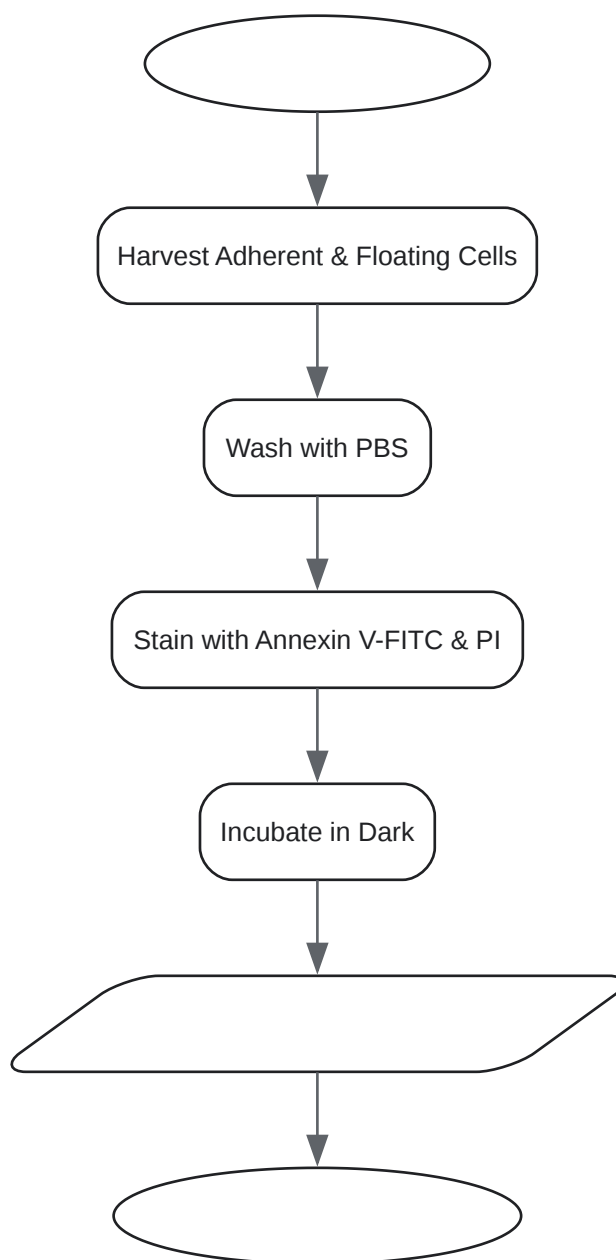 Harvest Adherent & Floating Cells
Wash with PBS
Stain with Annexin V-FITC & PI
Incubate in Dark